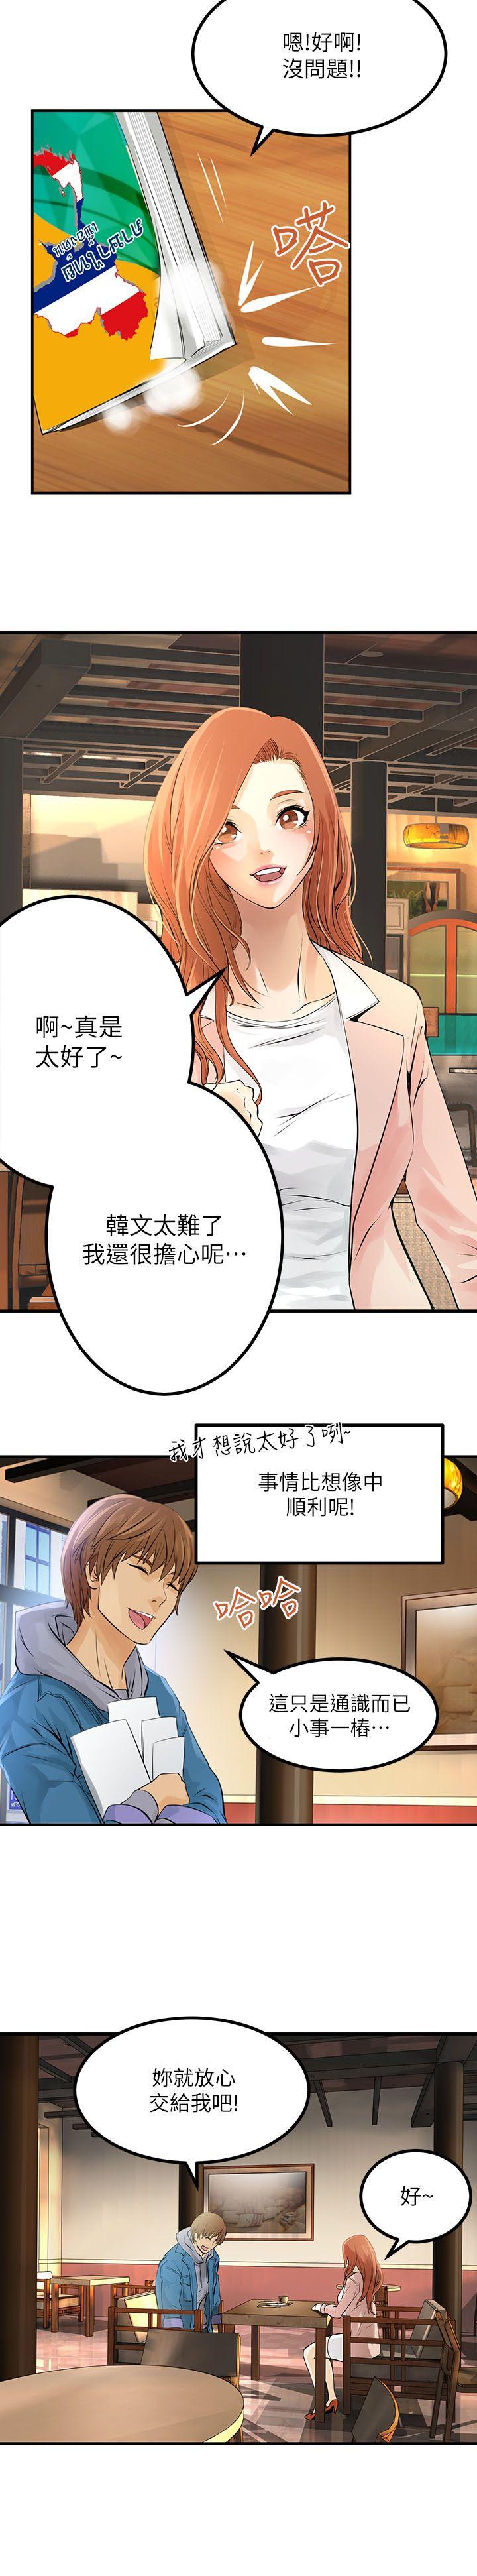 嗯!好啊!
沒問題!!
嗒
啊~真是
太好了~
韓文太難了
我還很擔心呢⋯
我才想說太好了咧~
事情比想像中
順利呢!
哈哈
這只是通識而已
小事一樁⋯
妳就放心
交給我吧!
好~